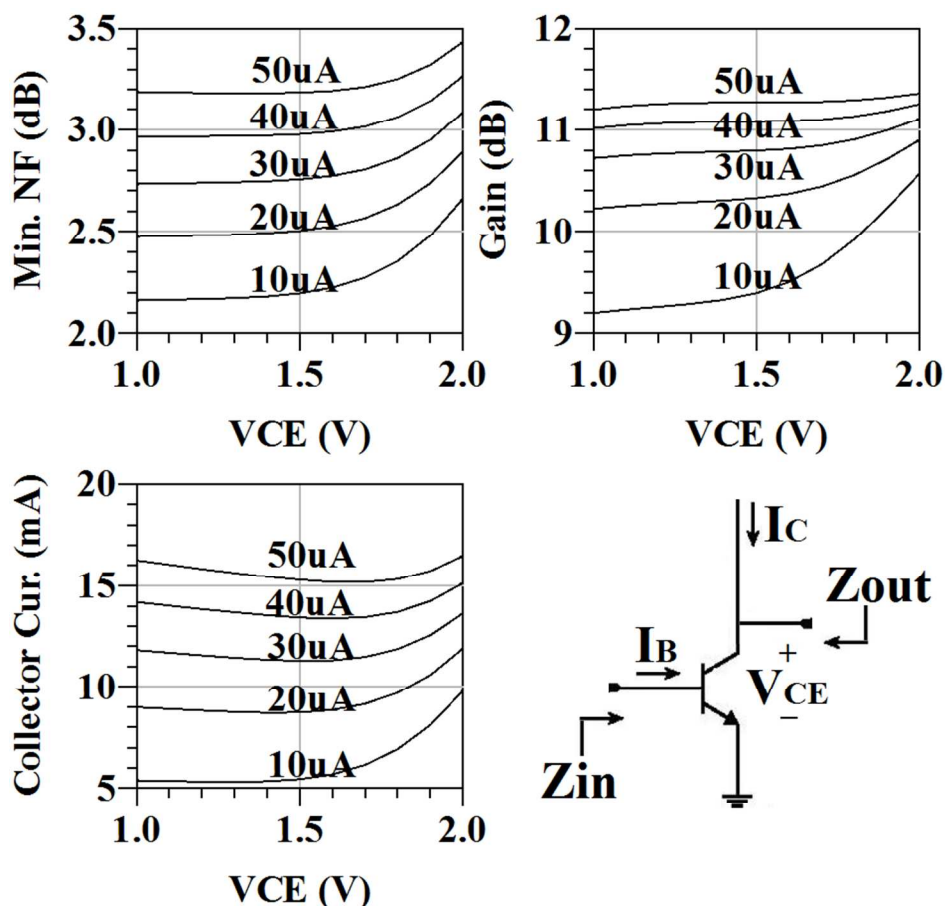 Min. NF (dB)
3.5
3.0
2.5
2.0
50uA
40uA
30uA
20uA
10uA
1.0
1.5
2.0
VCE (V)
Gain (dB)
12
11
10
9
50uA
40uA
30uA
20uA
10uA
1.0
1.5
2.0
VCE (V)
Collector Cur. (mA)
20
15
10
5
50uA
40uA
30uA
20uA
10uA
1.0
1.5
2.0
VCE (V)
IC
Zout
IB
+
VCE
−
Zin